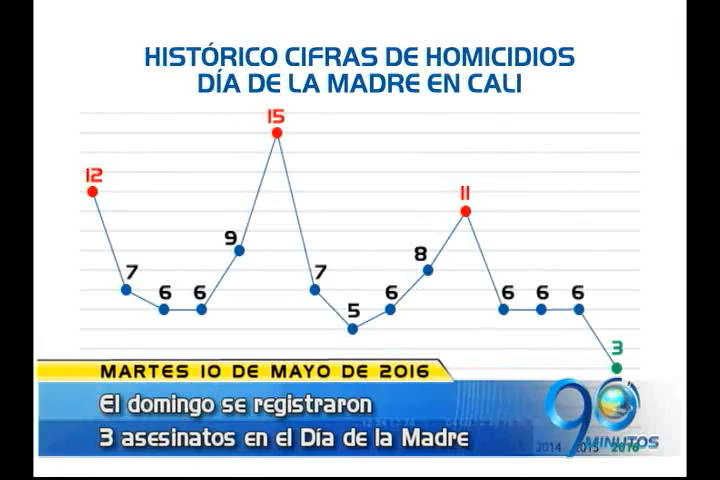 HISTÓRICO CIFRAS DE HOMICIDIOS
DÍA DE LA MADRE EN CALI
15
12
11
9
8
7
7
6
6
6
6
6
6
5
3
MARTES 10 DE MAYO DE 2016
El domingo se registraron
3 asesinatos en el Día de la Madre
90
MINUTOS
2014 2015 2016